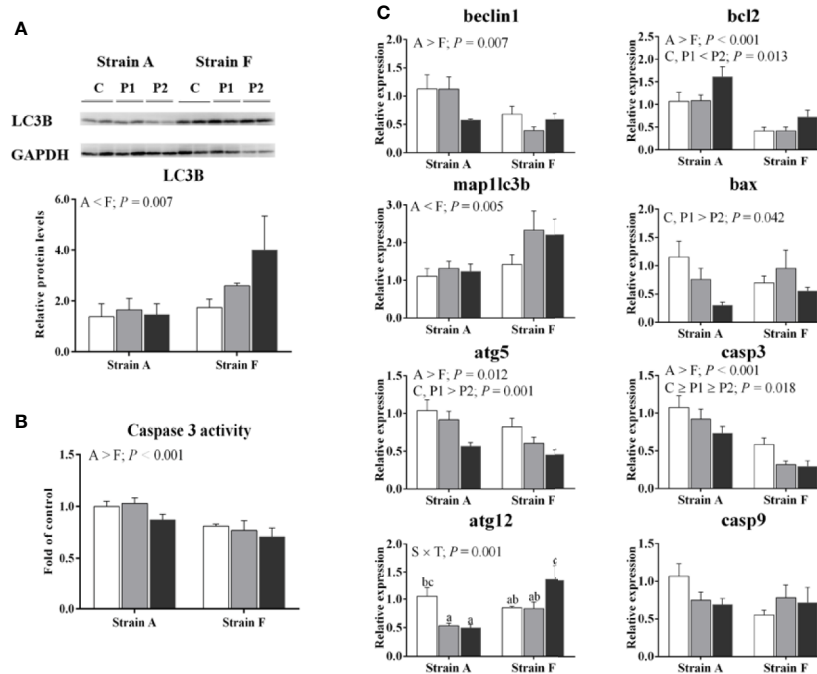 A
Strain A Strain F
C P1 P2 C P1 P2
LC3B
GAPDH
LC3B
A < F; P = 0.007
Relative protein levels
6.0
4.0
2.0
0.0
Strain A Strain F
B
Caspase 3 activity
A > F; P < 0.001
Fold of control
1.5
1.0
0.5
0.0
Strain A Strain F
C
beclin1
A > F; P = 0.007
Relative expression
2.0
1.5
1.0
0.5
0.0
Strain A Strain F
bcl2
A > F; P < 0.001
C, P1 < P2; P = 0.013
Relative expression
2.5
2.0
1.5
1.0
0.5
0.0
Strain A Strain F
map1lc3b
A < F; P = 0.005
Relative expression
3.0
2.0
1.0
0.0
Strain A Strain F
bax
C, P1 > P2; P = 0.042
Relative expression
2.0
1.5
1.0
0.5
0.0
Strain A Strain F
atg5
A > F; P = 0.012
C, P1 > P2; P = 0.001
Relative expression
1.5
1.0
0.5
0.0
Strain A Strain F
casp3
A > F; P < 0.001
C ≥ P1 ≥ P2; P = 0.018
Relative expression
1.5
1.0
0.5
0.0
Strain A Strain F
atg12
S × T; P = 0.001
bc a a ab ab c
Relative expression
2.0
1.5
1.0
0.5
0.0
Strain A Strain F
casp9
Relative expression
1.5
1.0
0.5
0.0
Strain A Strain F